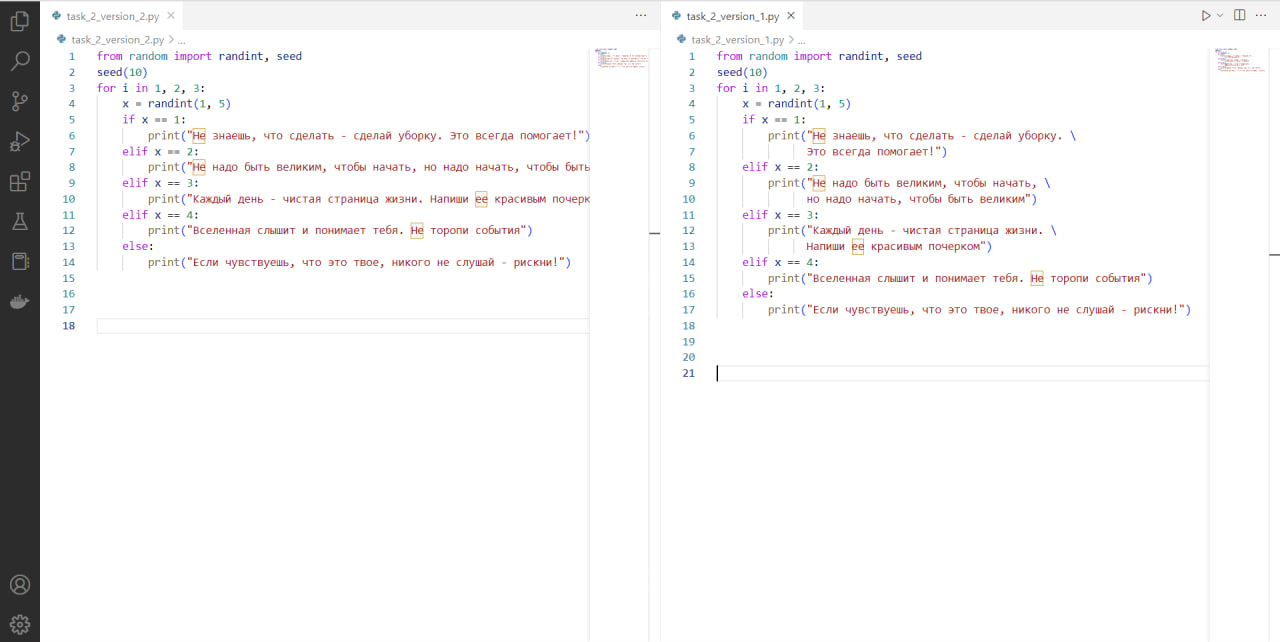 task_2_version_2.py
task_2_version_2.py > ...
1 from random import randint, seed
2 seed(10)
3 for i in 1, 2, 3:
4     x = randint(1, 5)
5     if x == 1:
6         print("Не знаешь, что сделать - сделай уборку. Это всегда помогает!")
7     elif x == 2:
8         print("Не надо быть великим, чтобы начать, но надо начать, чтобы быть
9     elif x == 3:
10         print("Каждый день - чистая страница жизни. Напиши ее красивым почерк
11     elif x == 4:
12         print("Вселенная слышит и понимает тебя. Не торопи события")
13     else:
14         print("Если чувствуешь, что это твое, никого не слушай - рискни!")
15
16
17
18
task_2_version_1.py
task_2_version_1.py > ...
1 from random import randint, seed
2 seed(10)
3 for i in 1, 2, 3:
4     x = randint(1, 5)
5     if x == 1:
6         print("Не знаешь, что сделать - сделай уборку. \
7               Это всегда помогает!")
8     elif x == 2:
9         print("Не надо быть великим, чтобы начать, \
10               но надо начать, чтобы быть великим")
11     elif x == 3:
12         print("Каждый день - чистая страница жизни. \
13               Напиши ее красивым почерком")
14     elif x == 4:
15         print("Вселенная слышит и понимает тебя. Не торопи события")
16     else:
17         print("Если чувствуешь, что это твое, никого не слушай - рискни!")
18
19
20
21